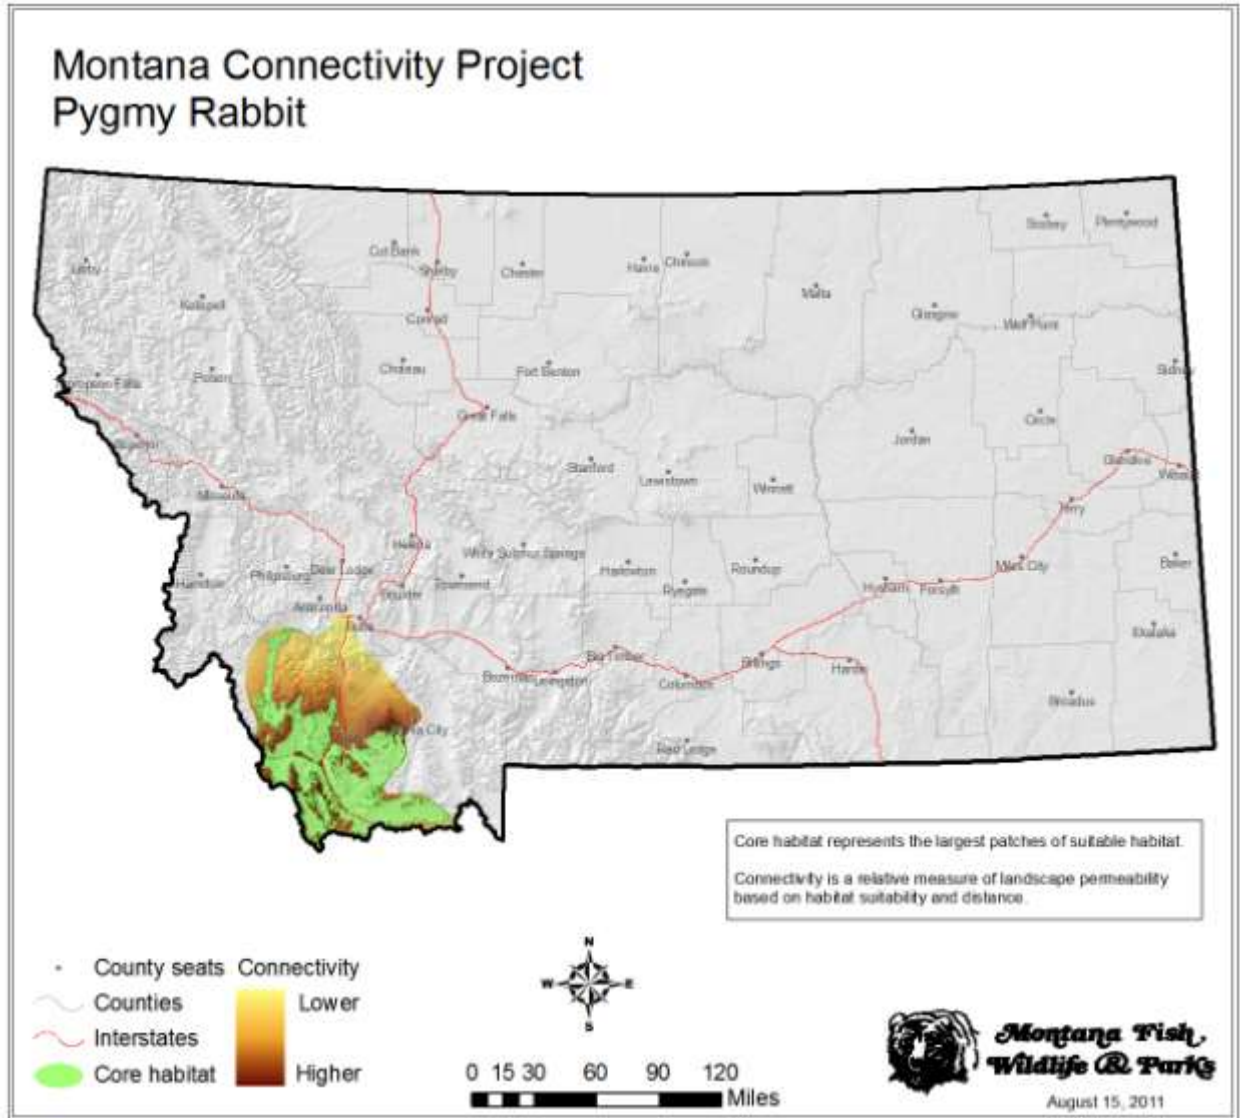 Montana Connectivity Project
Pygmy Rabbit
Scobey
Plentywood
Cut Bank
Shelby
Chester
Havre
Chinook
Libby
Malta
Kalispell
Glasgow
Wolf Point
Conrad
Choteau
Fort Benton
Polson
Sidney
Great Falls
Circle
Jordan
Glendive
Stanford
Lewistown
Winnett
Missoula
Terry
Helena
White Sulphur Springs
Philipsburg
Deer Lodge
Harlowton
Roundup
Miles City
Baker
Hamilton
Boulder
Townsend
Ryegate
Hysham
Forsyth
Anaconda
Butte
Ekalaka
Big Timber
Billings
Hardin
Bozeman
Livingston
Columbus
Broadus
City
Red Lodge
Core habitat represents the largest patches of suitable habitat.
Connectivity is a relative measure of landscape permeability
based on habitat suitability and distance.
N
W E
S
County seats Connectivity
Counties Lower
Interstates
Core habitat Higher
0 15 30 60 90 120
Miles
Montana Fish,
Wildlife & Parks
August 15, 2011